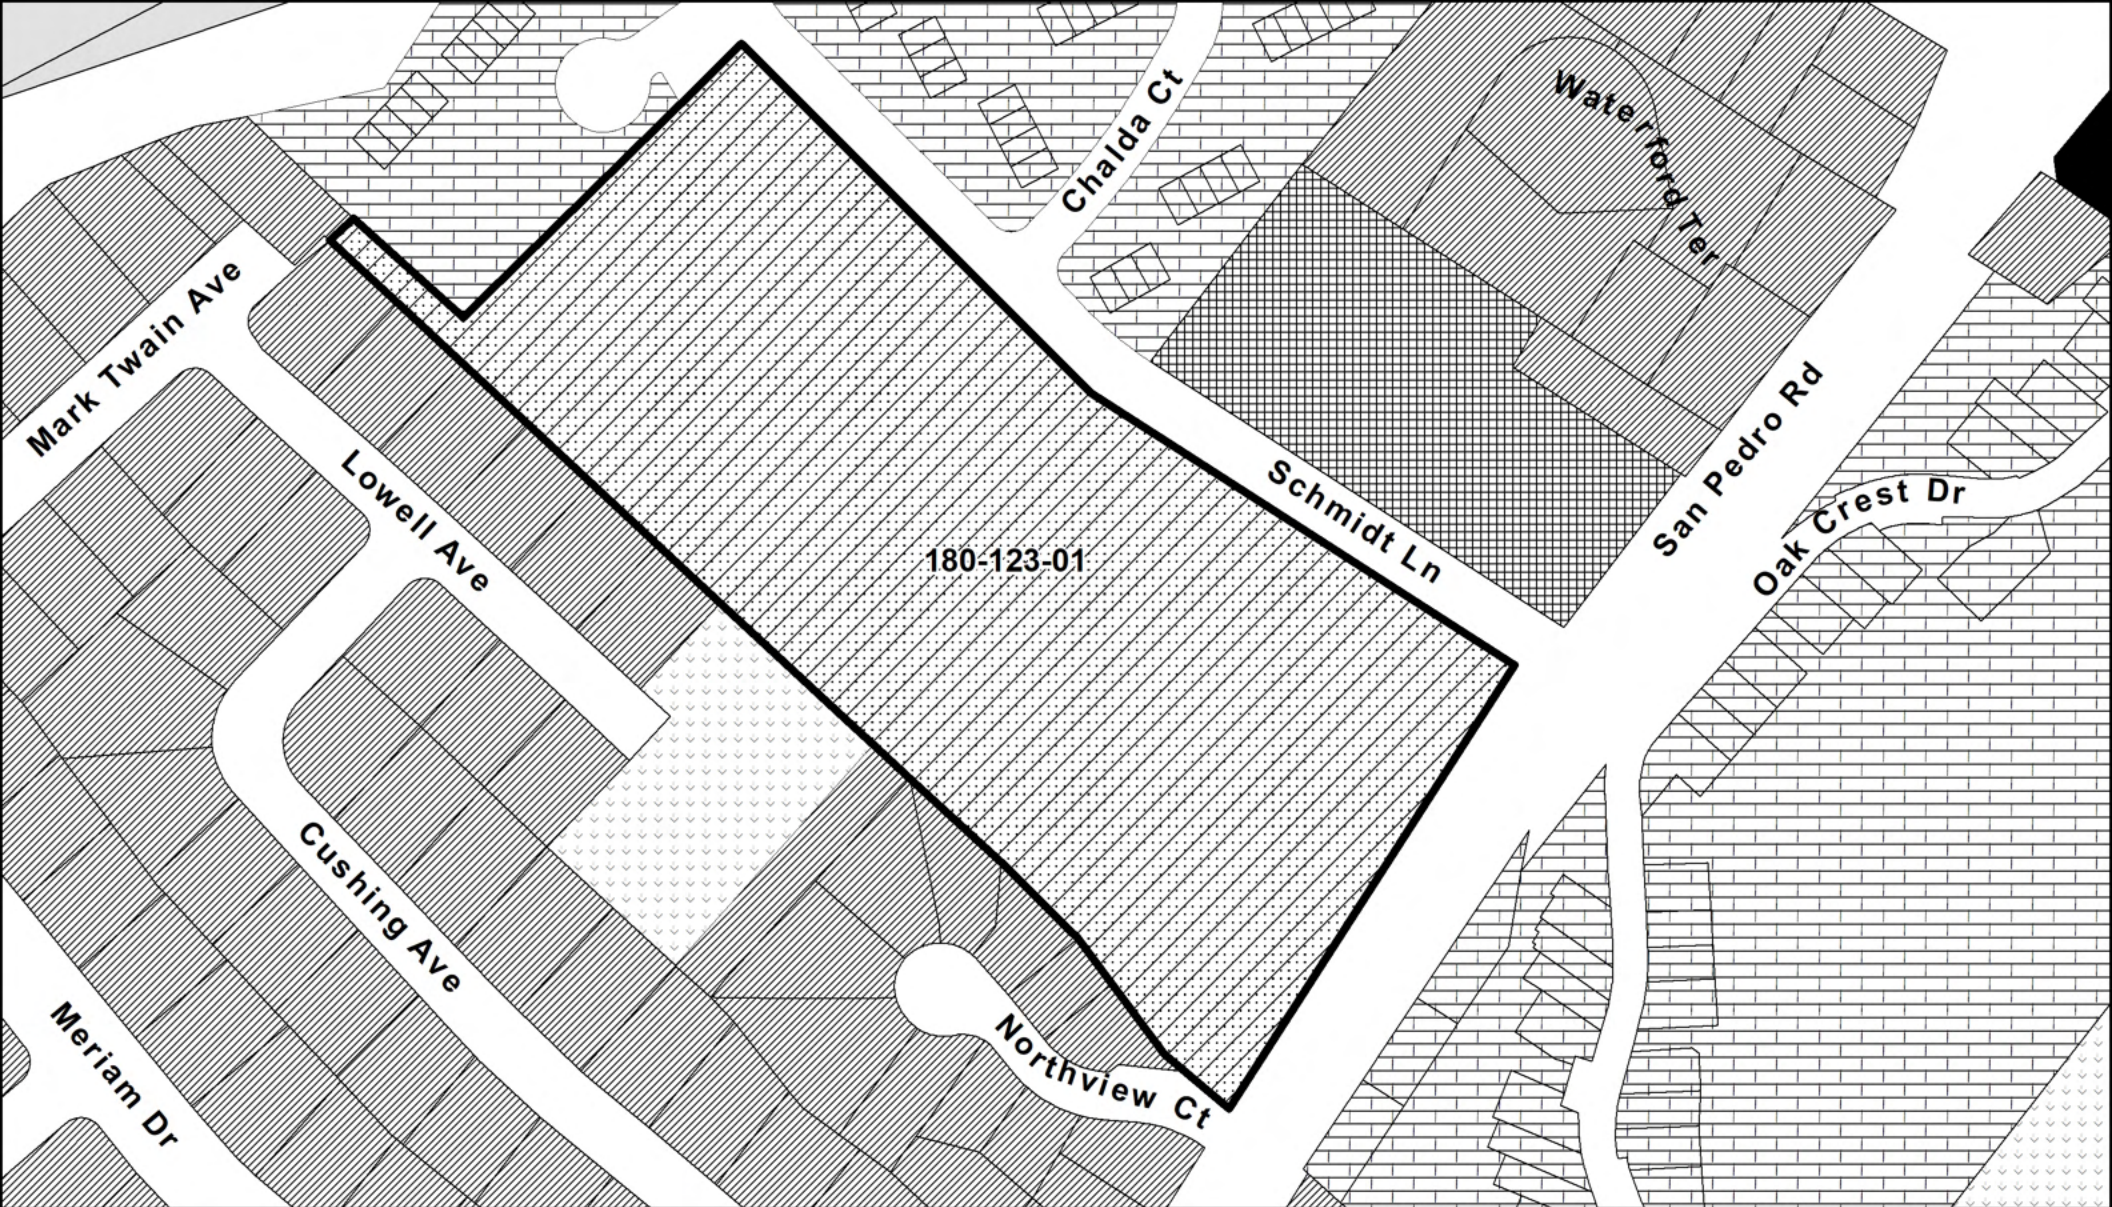 Chalda Ct
Waterford Ter
Mark Twain Ave
San Pedro Rd
Lowell Ave
Schmidt Ln
Oak Crest Dr
180-123-01
Cushing Ave
Northview Ct
Meriam Dr